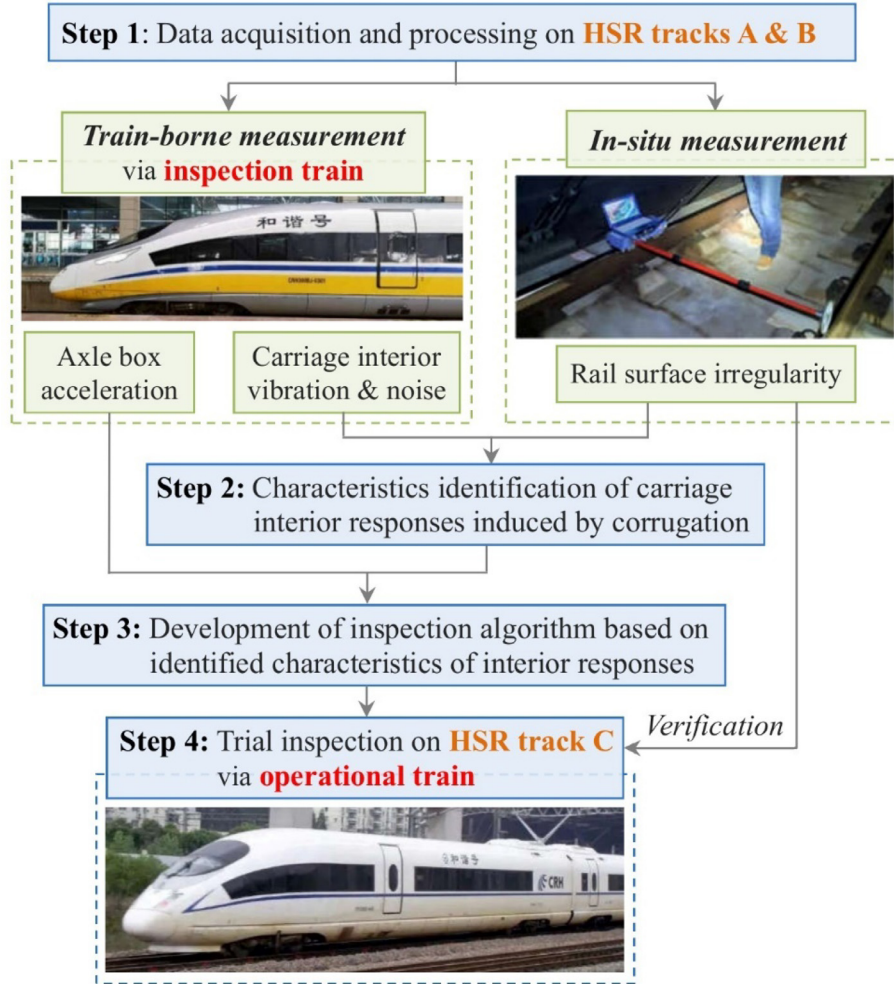 Step 1: Data acquisition and processing on HSR tracks A & B
Train-borne measurement
via inspection train
In-situ measurement
和谐号
Axle box
acceleration
Carriage interior
vibration & noise
Rail surface irregularity
Step 2: Characteristics identification of carriage
interior responses induced by corrugation
Step 3: Development of inspection algorithm based on
identified characteristics of interior responses
Verification
Step 4: Trial inspection on HSR track C
via operational train
和谐号
CRH